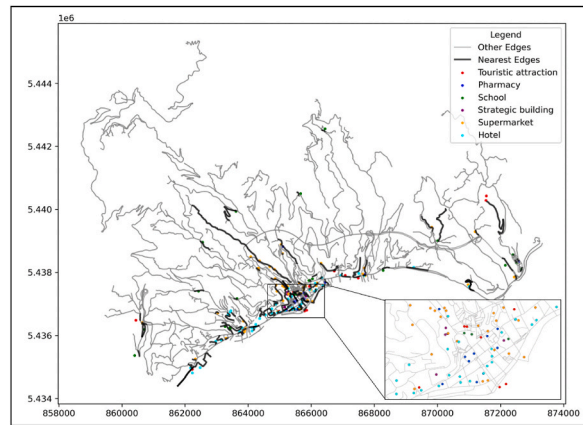 1e6
Legend
Other Edges
Nearest Edges
Touristic attraction
Pharmacy
School
Strategic building
Supermarket
Hotel
5.444
5.442
5.440
5.438
5.436
5.434
858000 860000 862000 864000 866000 868000 870000 872000 874000